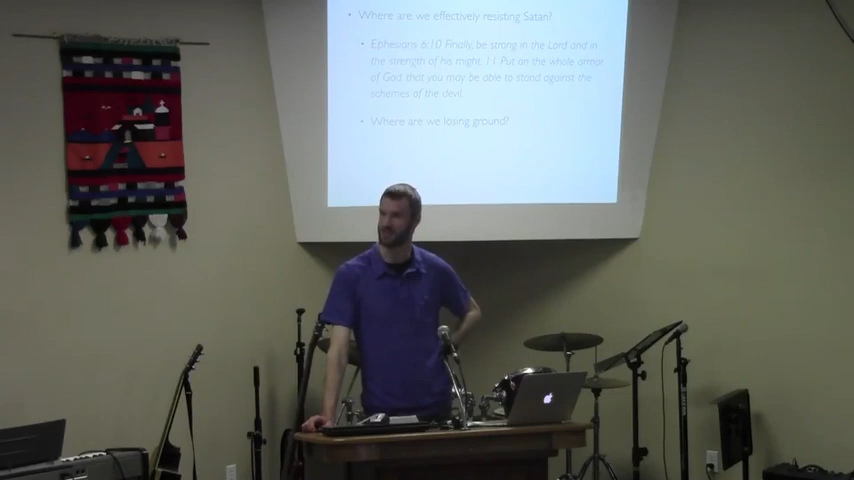 • Where are we effectively resisting Satan?
• Ephesians 6:10 Finally, be strong in the Lord and in
the strength of his might. 11 Put on the whole armor
of God, that you may be able to stand against the
schemes of the devil.
• Where are we losing ground?